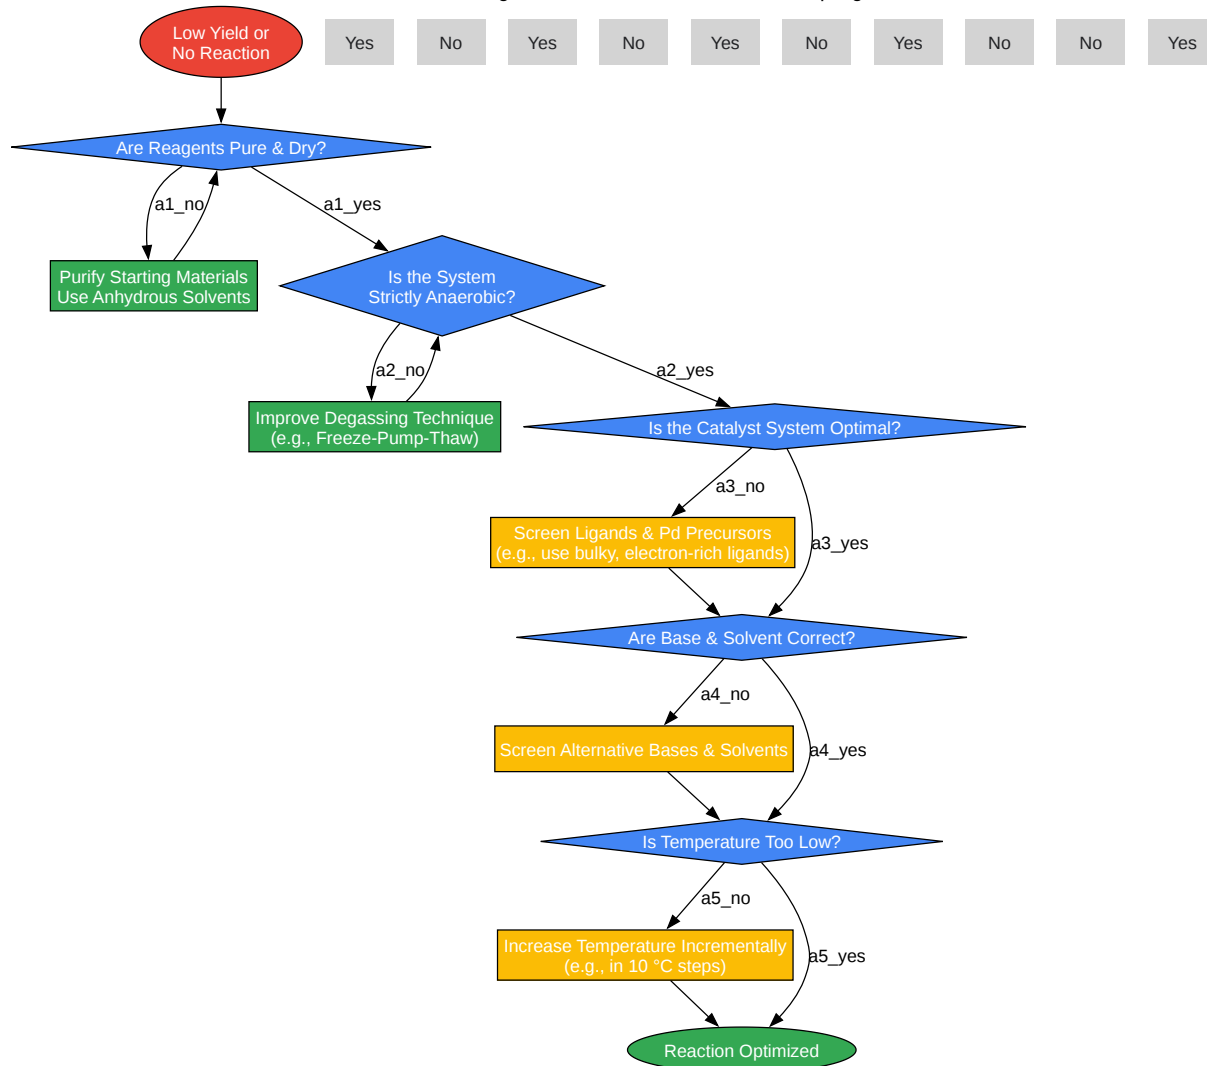 Low Yield or
No Reaction
Yes
No
Yes
No
Yes
No
Yes
No
No
Yes
Are Reagents Pure & Dry?
a1_no
a1_yes
Purify Starting Materials
Use Anhydrous Solvents
Is the System
Strictly Anaerobic?
a2_no
a2_yes
Improve Degassing Technique
(e.g., Freeze-Pump-Thaw)
Is the Catalyst System Optimal?
a3_no
a3_yes
Screen Ligands & Pd Precursors
(e.g., use bulky, electron-rich ligands)
Are Base & Solvent Correct?
a4_no
a4_yes
Screen Alternative Bases & Solvents
Is Temperature Too Low?
a5_no
a5_yes
Increase Temperature Incrementally
(e.g., in 10 °C steps)
Reaction Optimized